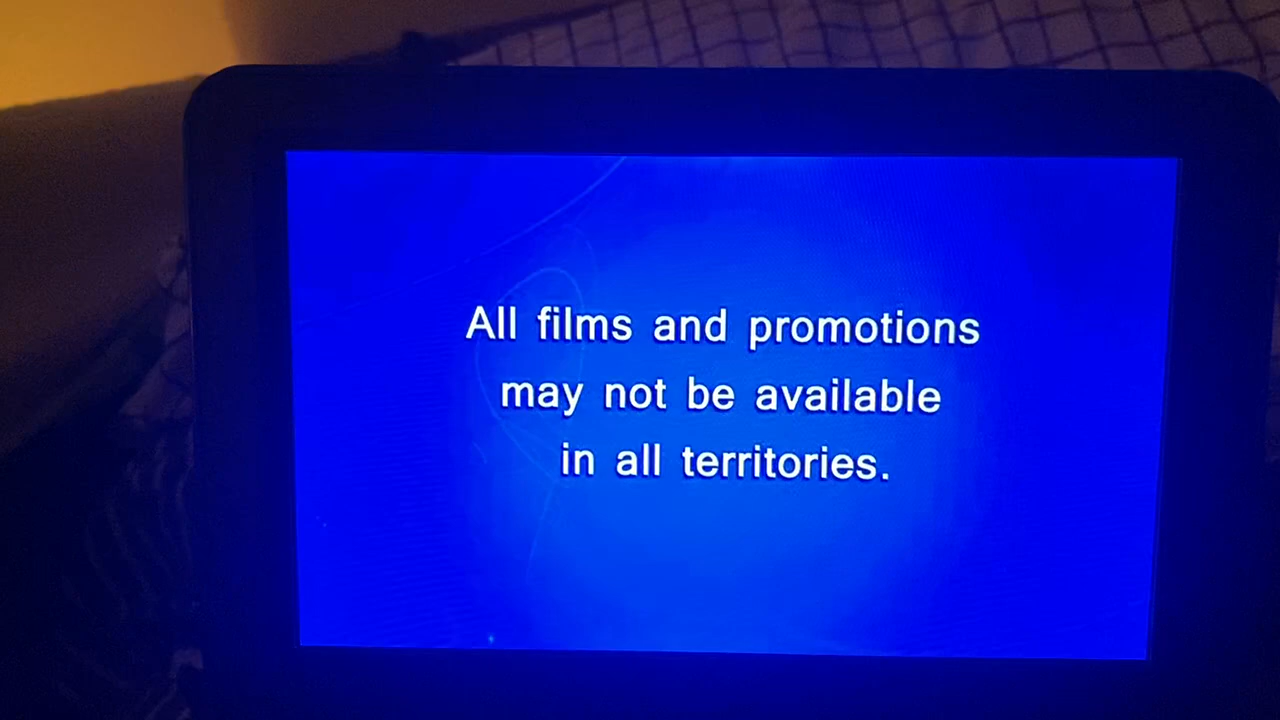 All films and promotions
may not be available
in all territories.